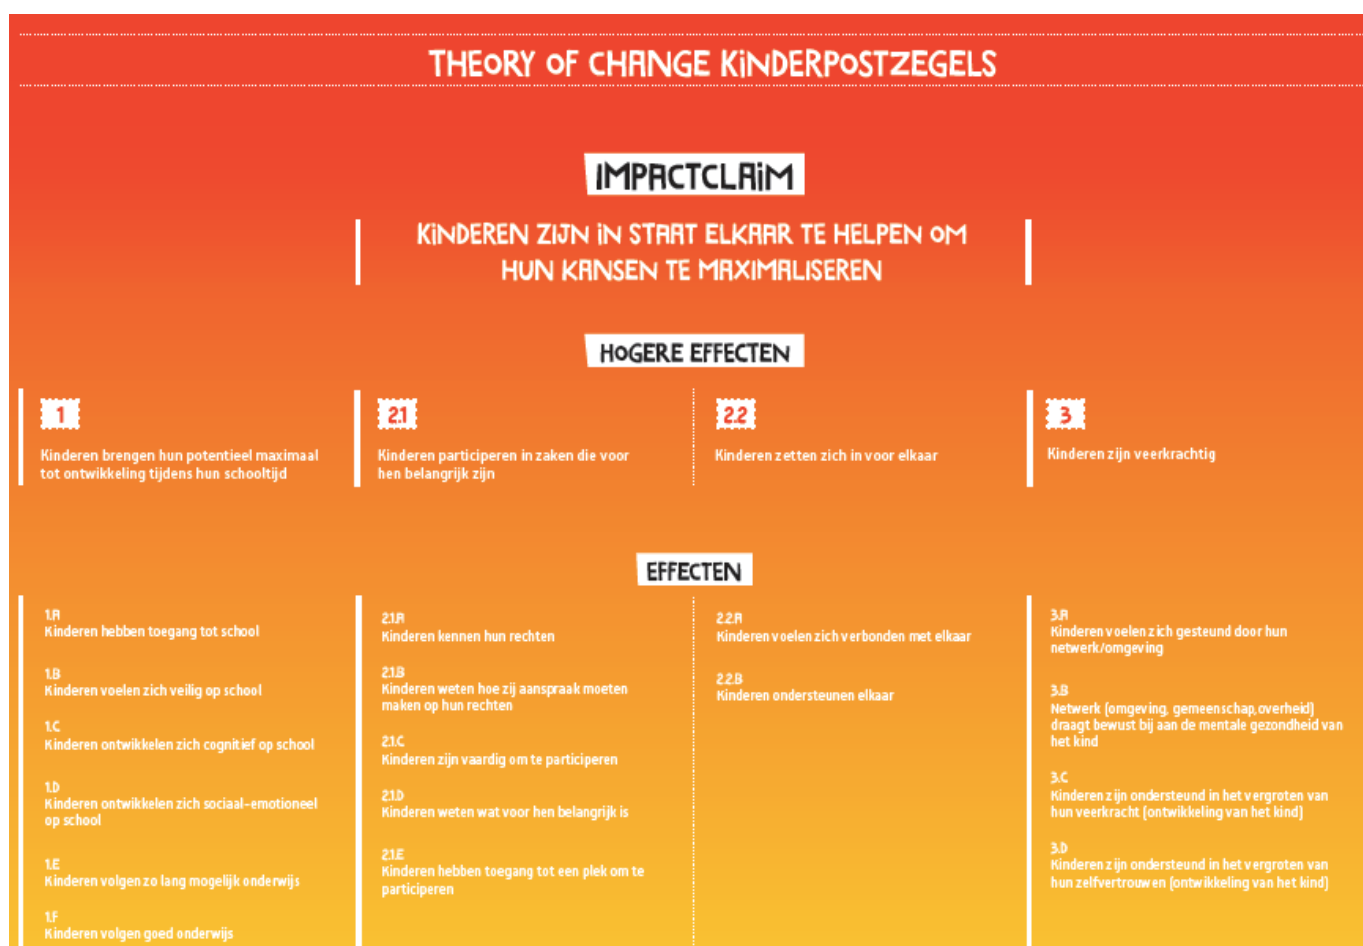 THEORY OF CHANGE KINDERPOSTZEGELS
IMPACTCLAIM
KINDEREN ZIJN IN STAAT ELKAAR TE HELPEN OM
HUN KANSEN TE MAXIMALISEREN
HOGERE EFFECTEN
1
Kinderen brengen hun potentieel maximaal
tot ontwikkeling tijdens hun schooltijd
2.1
Kinderen participeren in zaken die voor
hen belangrijk zijn
2.2
Kinderen zetten zich in voor elkaar
3
Kinderen zijn veerkrachtig
EFFECTEN
1.A
Kinderen hebben toegang tot school
1.B
Kinderen voelen zich veilig op school
1.C
Kinderen ontwikkelen zich cognitief op school
1.D
Kinderen ontwikkelen zich sociaal-emotioneel
op school
1.E
Kinderen volgen zo lang mogelijk onderwijs
1.F
Kinderen volgen goed onderwijs
2.1.A
Kinderen kennen hun rechten
2.1.B
Kinderen weten hoe zij aanspraak moeten
maken op hun rechten
2.1.C
Kinderen zijn vaardig om te participeren
2.1.D
Kinderen weten wat voor hen belangrijk is
2.1.E
Kinderen hebben toegang tot een plek om te
participeren
2.2.A
Kinderen voelen zich verbonden met elkaar
2.2.B
Kinderen ondersteunen elkaar
3.A
Kinderen voelen zich gesteund door hun
netwerk/omgeving
3.B
Netwerk (omgeving, gemeenschap,overheid)
draagt bewust bij aan de mentale gezondheid van
het kind
3.C
Kinderen zijn ondersteund in het vergroten van
hun veerkracht (ontwikkeling van het kind)
3.D
Kinderen zijn ondersteund in het vergroten van
hun zelfvertrouwen (ontwikkeling van het kind)